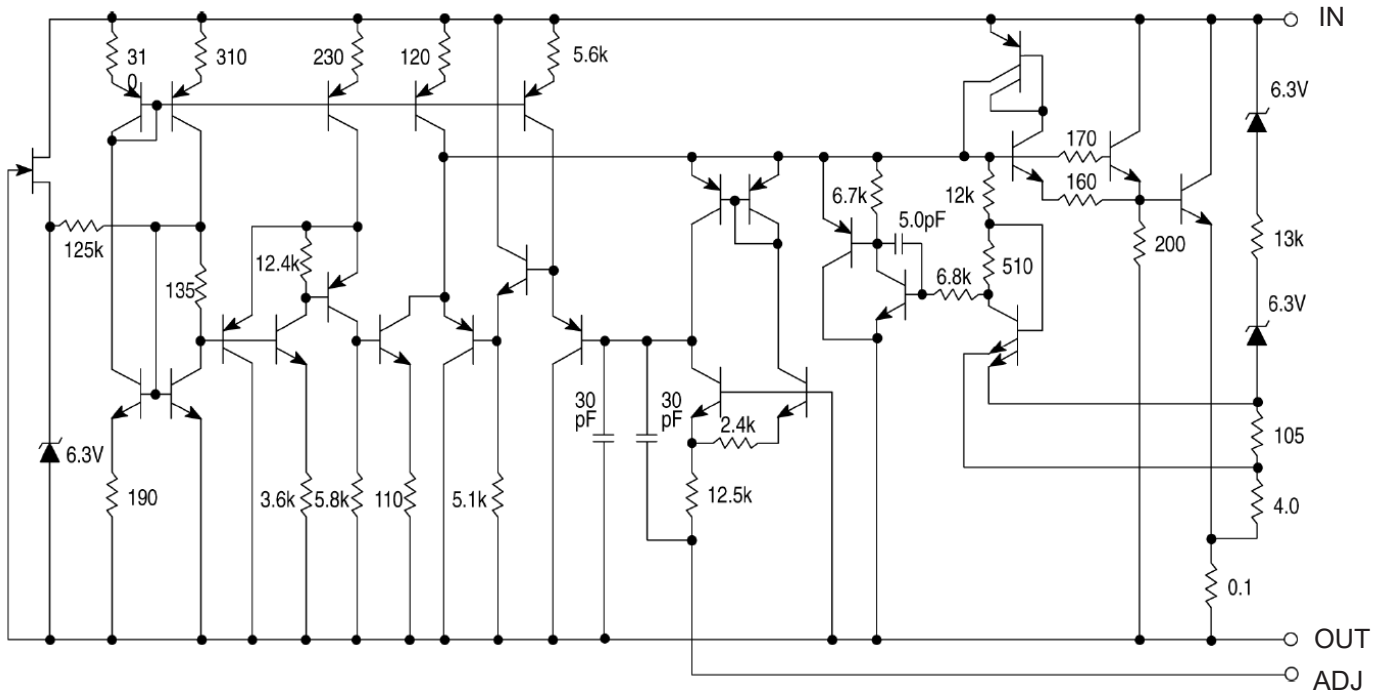 IN
31
0
310
230
120
5.6k
6.3V
170
160
6.7k
12k
5.0pF
125k
12.4k
510
200
13k
135
6.8k
6.3V
30
pF
30
pF
2.4k
105
6.3V
190
3.6k
5.8k
110
5.1k
12.5k
4.0
0.1
OUT
ADJ